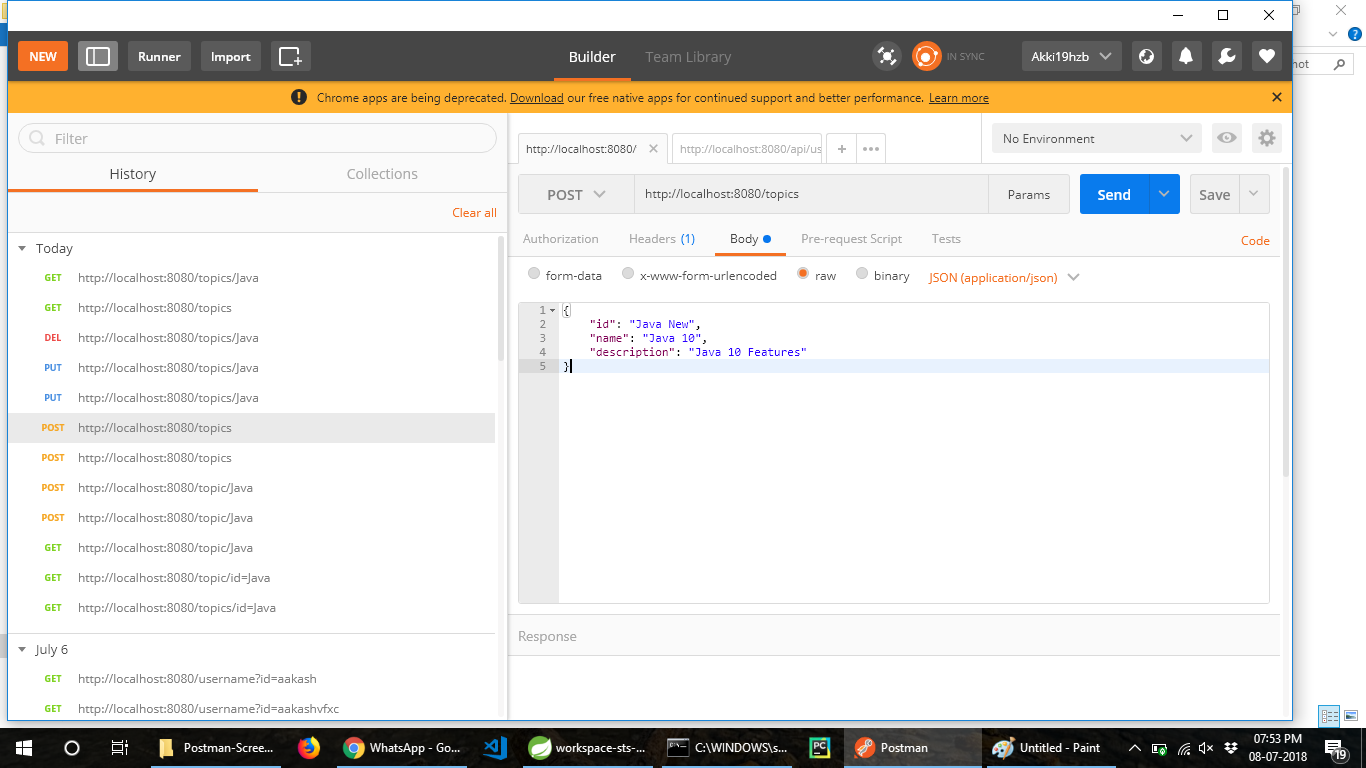 NEW Runner Import Builder Team Library IN SYNC Akki19hzb
Chrome apps are being deprecated. Download our free native apps for continued support and better performance. Learn more
Filter
History Collections
Clear all
Today
GET http://localhost:8080/topics/Java
GET http://localhost:8080/topics
DEL http://localhost:8080/topics/Java
PUT http://localhost:8080/topics/Java
PUT http://localhost:8080/topics/Java
POST http://localhost:8080/topics
POST http://localhost:8080/topics
POST http://localhost:8080/topic/Java
POST http://localhost:8080/topic/Java
GET http://localhost:8080/topic/Java
GET http://localhost:8080/topic/id=Java
GET http://localhost:8080/topics/id=Java
July 6
GET http://localhost:8080/username?id=aakash
GET http://localhost:8080/username?id=aakashvfxc
http://localhost:8080/ http://localhost:8080/api/us + ••• No Environment
POST http://localhost:8080/topics Params Send Save
Authorization Headers (1) Body Pre-request Script Tests Code
form-data x-www-form-urlencoded raw binary JSON (application/json)
1 {
2 "id": "Java New",
3 "name": "Java 10",
4 "description": "Java 10 Features"
5 }
Response
Postman-Scree... WhatsApp - Go... workspace-sts-... C:\WINDOWS\s... PC Postman Untitled - Paint 07:53 PM
08-07-2018 19